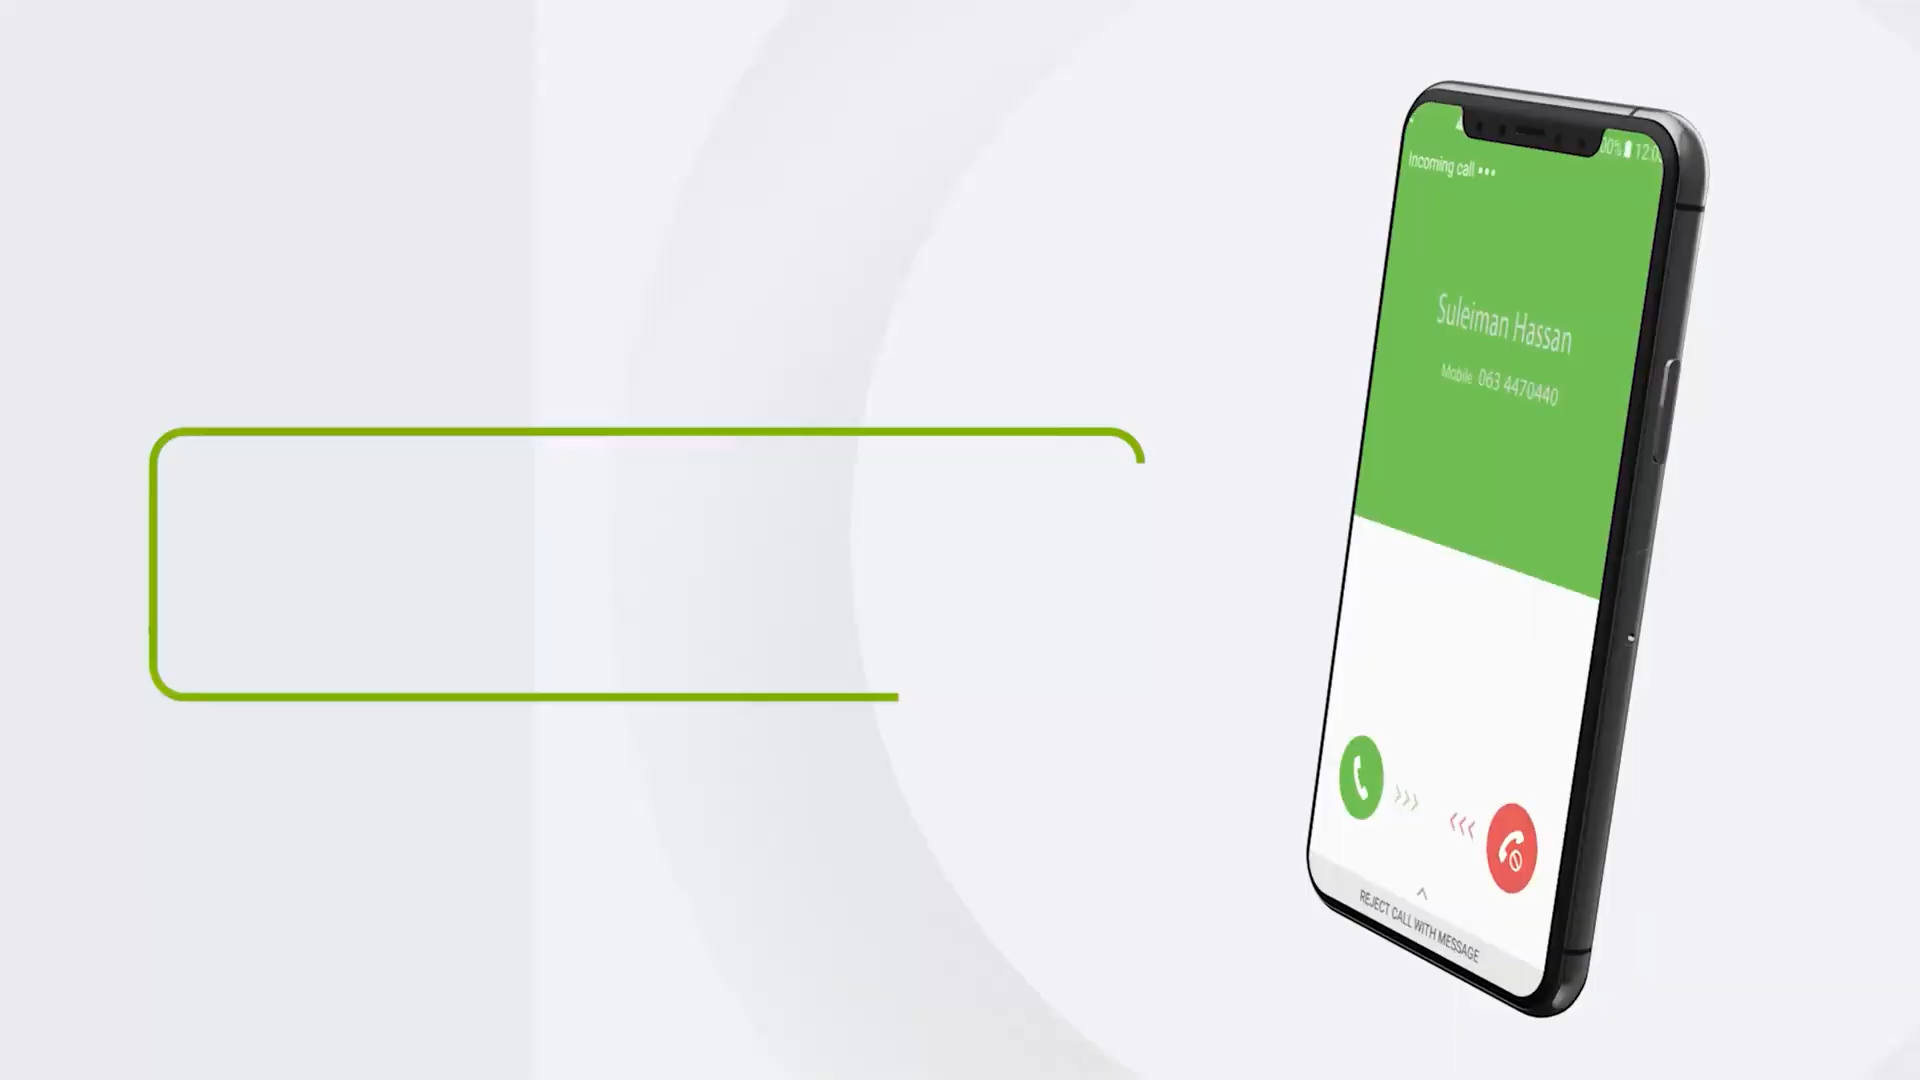 Incoming call •••
Suleiman Hassan
Mobile 063 4470440
REJECT CALL WITH MESSAGE